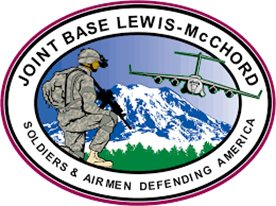 JOINT BASE LEWIS-McCHORD
SOLDIERS & AIRMEN DEFENDING AMERICA